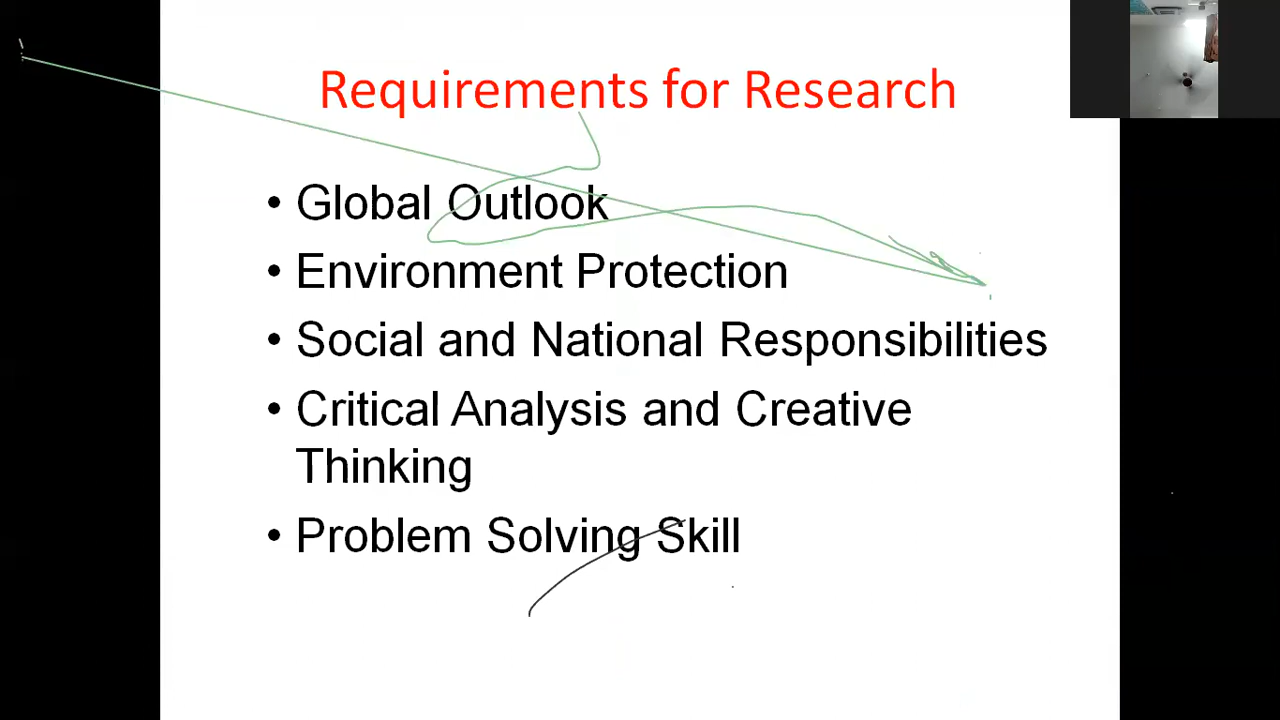 Requirements for Research
• Global Outlook
• Environment Protection
• Social and National Responsibilities
• Critical Analysis and Creative
Thinking
• Problem Solving Skill